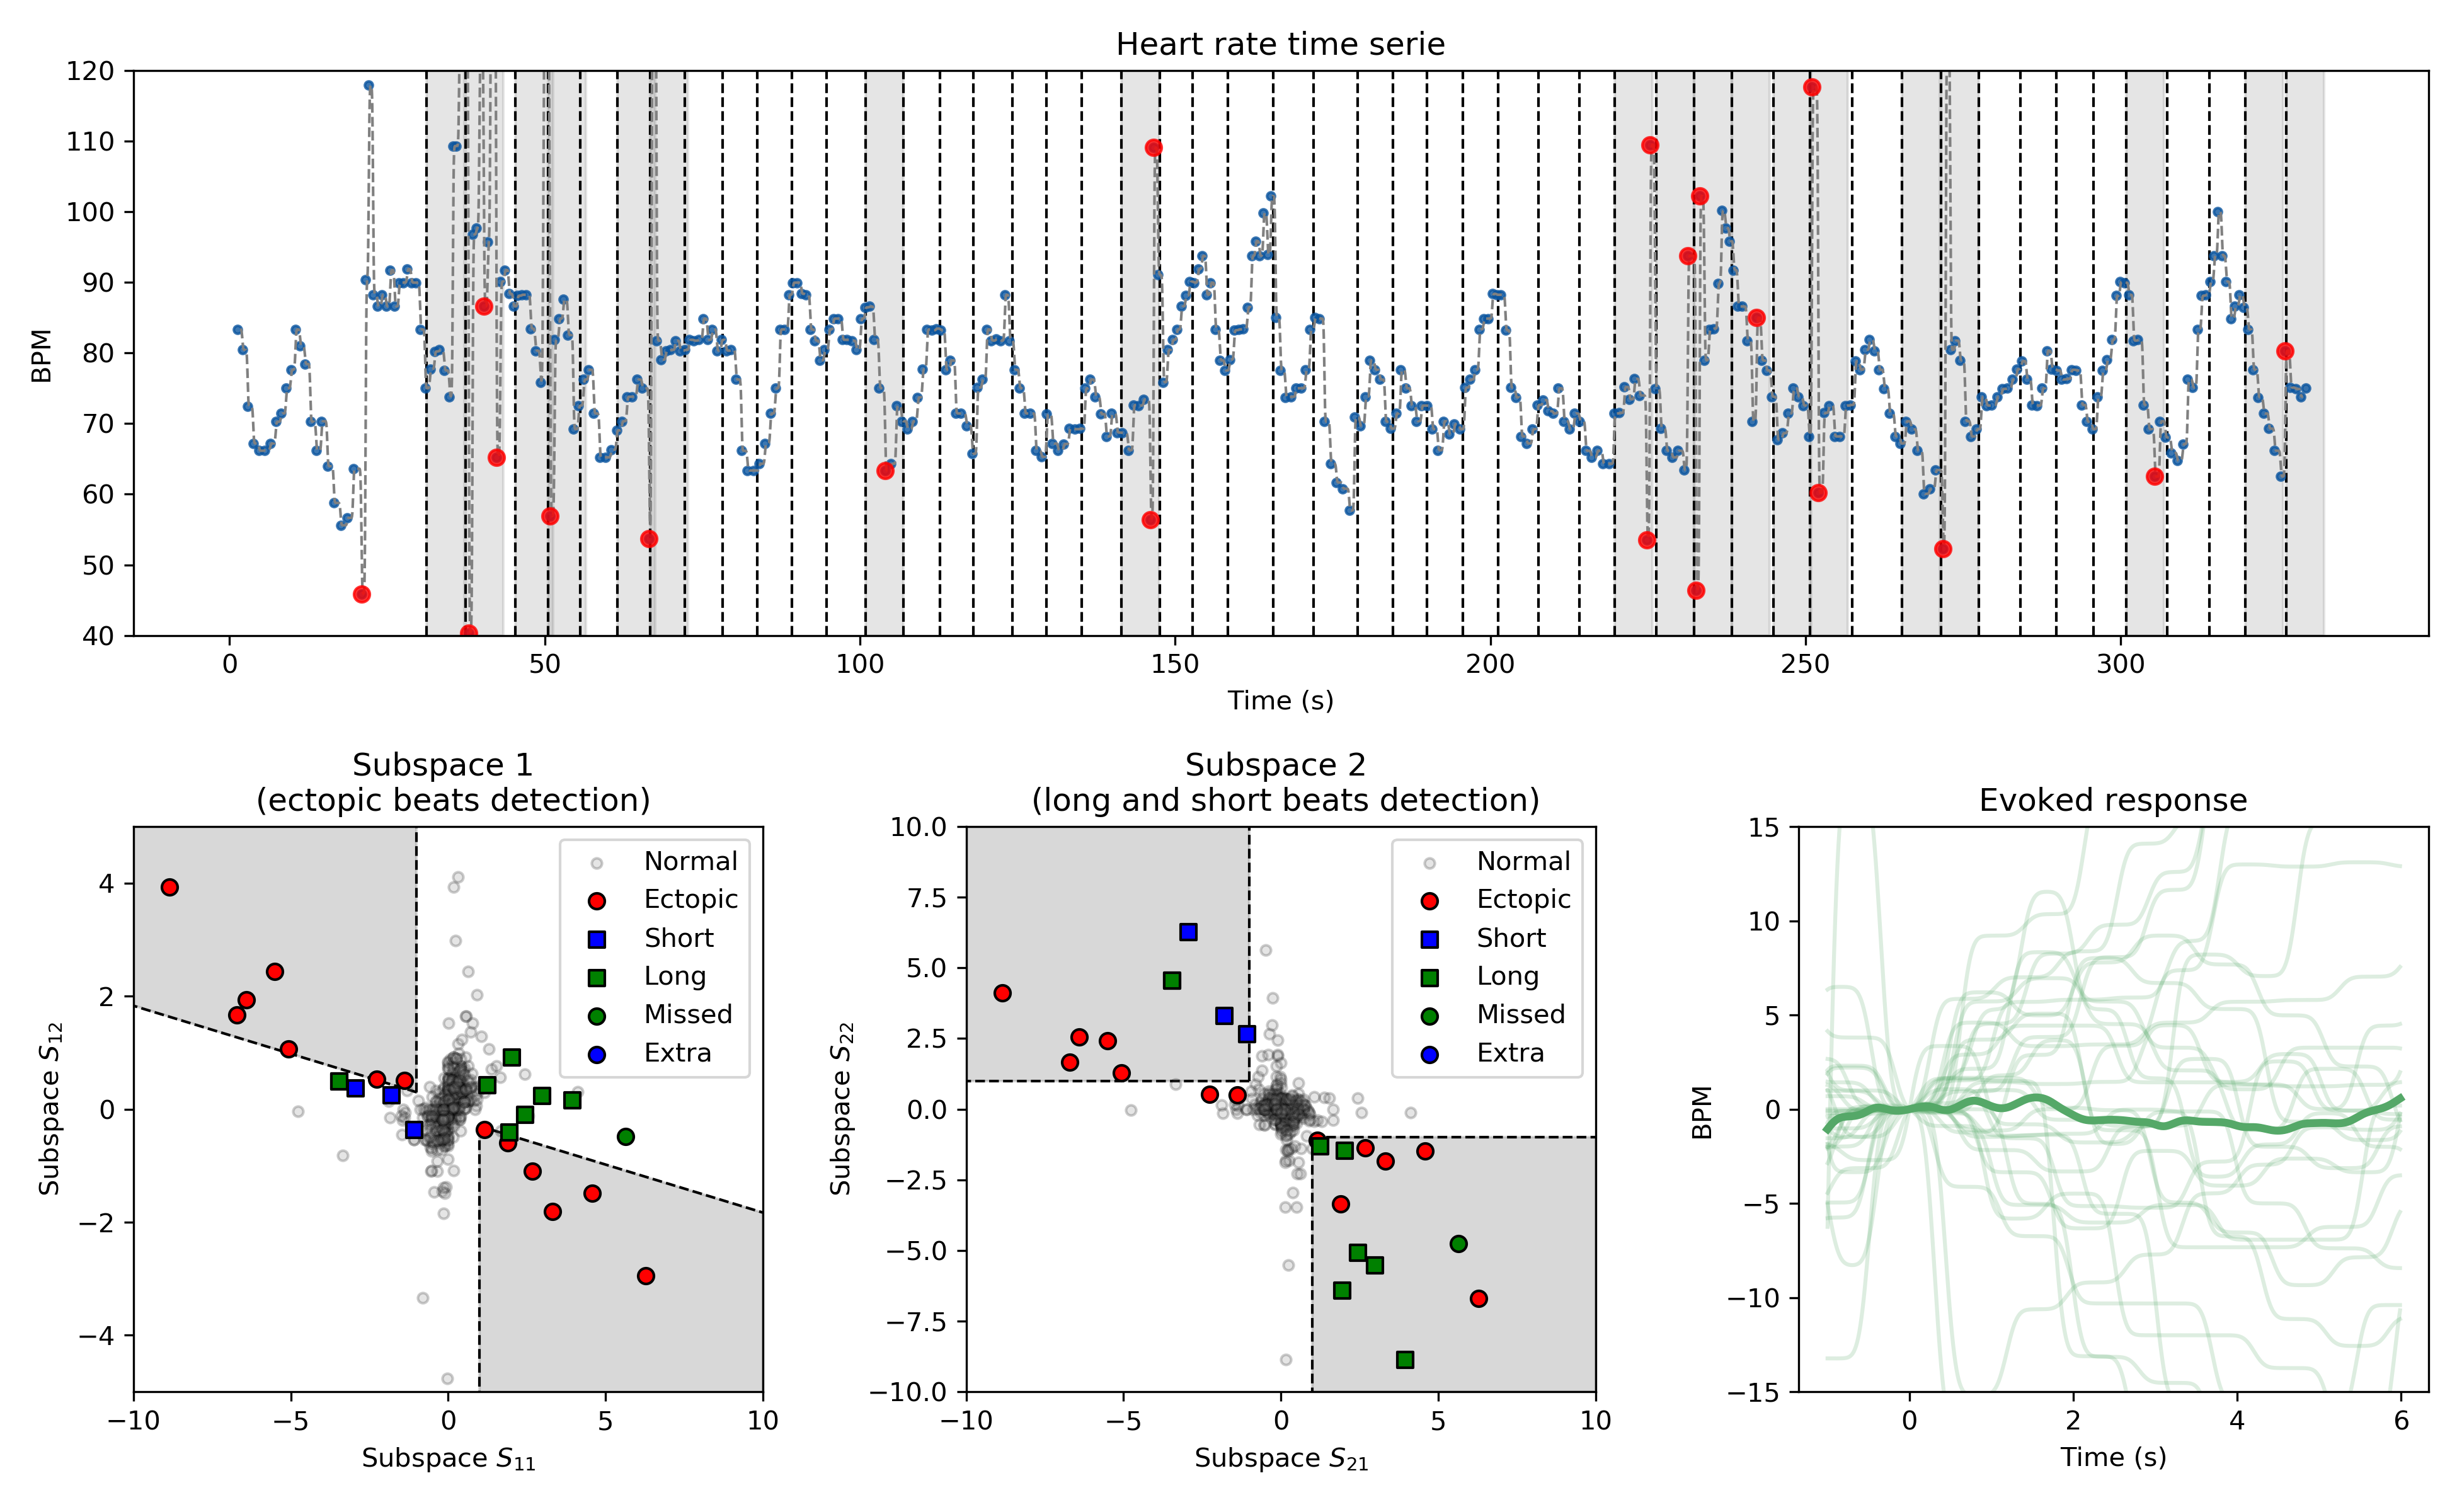 Heart rate time serie
120
110
100
90
80
70
60
50
40
BPM
0 50 100 150 200 250 300
Time (s)
Subspace 1
(ectopic beats detection)
4
2
0
−2
−4
Subspace S₁₂
Normal
Ectopic
Short
Long
Missed
Extra
−10 −5 0 5 10
Subspace S₁₁
Subspace 2
(long and short beats detection)
10.0
7.5
5.0
2.5
0.0
−2.5
−5.0
−7.5
−10.0
Subspace S₂₂
Normal
Ectopic
Short
Long
Missed
Extra
−10 −5 0 5 10
Subspace S₂₁
Evoked response
15
10
5
0
−5
−10
−15
BPM
0 2 4 6
Time (s)